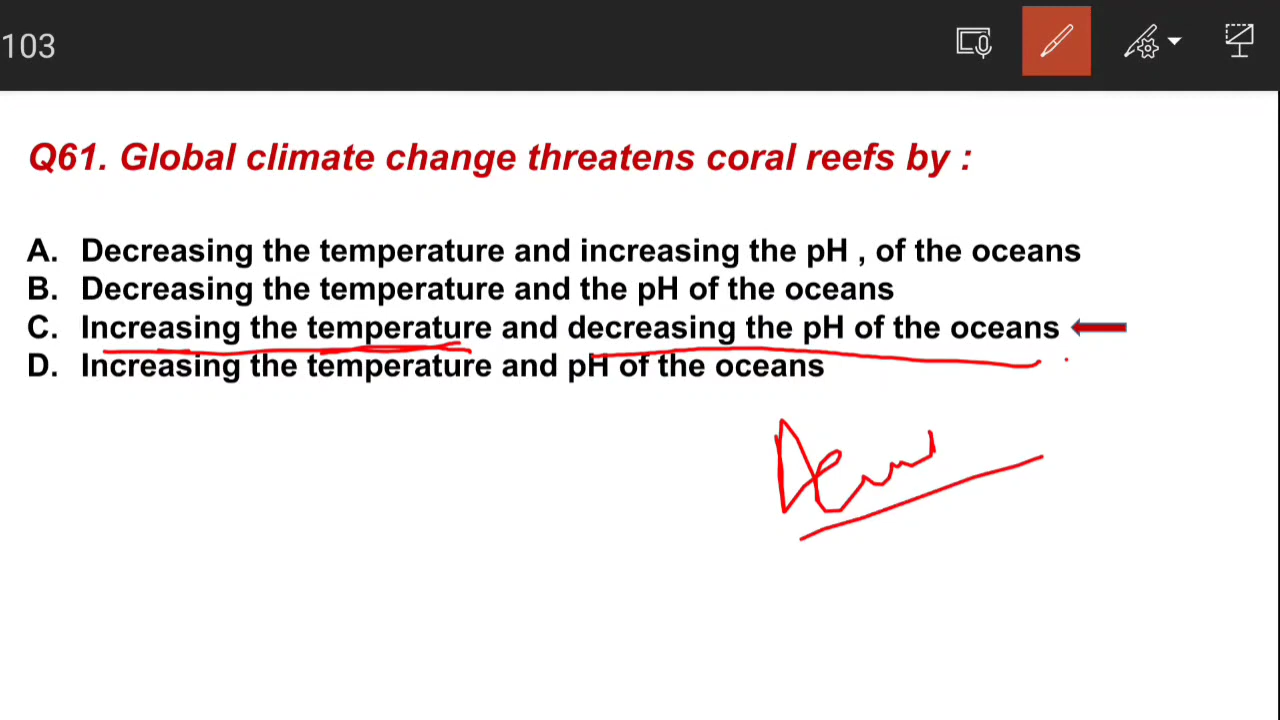 103
Q61. Global climate change threatens coral reefs by :
A. Decreasing the temperature and increasing the pH , of the oceans
B. Decreasing the temperature and the pH of the oceans
C. Increasing the temperature and decreasing the pH of the oceans
D. Increasing the temperature and pH of the oceans